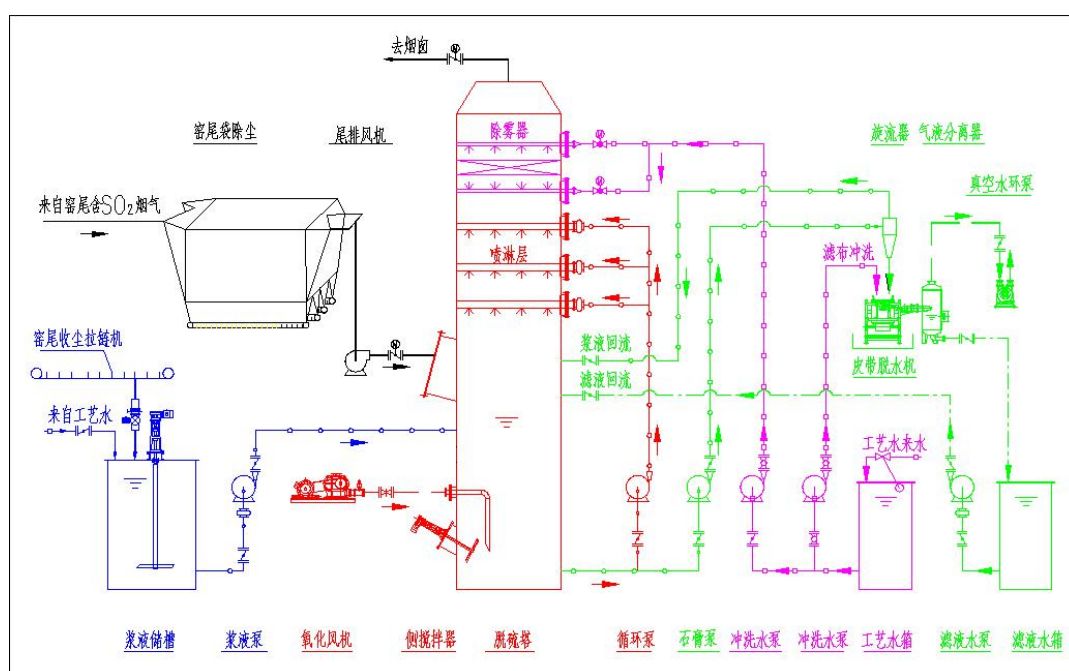 去烟囱
窑尾袋除尘
尾排风机
除雾器
旋流器
气液分离器
真空水环泵
来自窑尾含SO2烟气
喷淋层
滤布冲洗
窑尾收尘拉链机
浆液回流
滤液回流
皮带脱水机
来自工艺水
工艺水来水
浆液储槽
浆液泵
氧化风机
侧搅拌器
脱硫塔
循环泵
石膏泵
冲洗水泵
冲洗水泵
工艺水箱
滤液水泵
滤液水箱